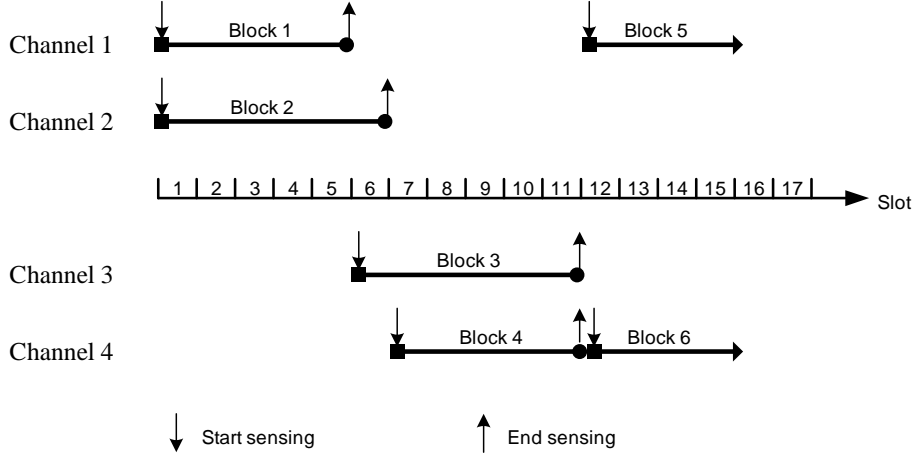 Channel 1 Block 1 Block 5
Channel 2 Block 2
1 2 3 4 5 6 7 8 9 10 11 12 13 14 15 16 17 Slot
Channel 3 Block 3
Channel 4 Block 4 Block 6
Start sensing End sensing